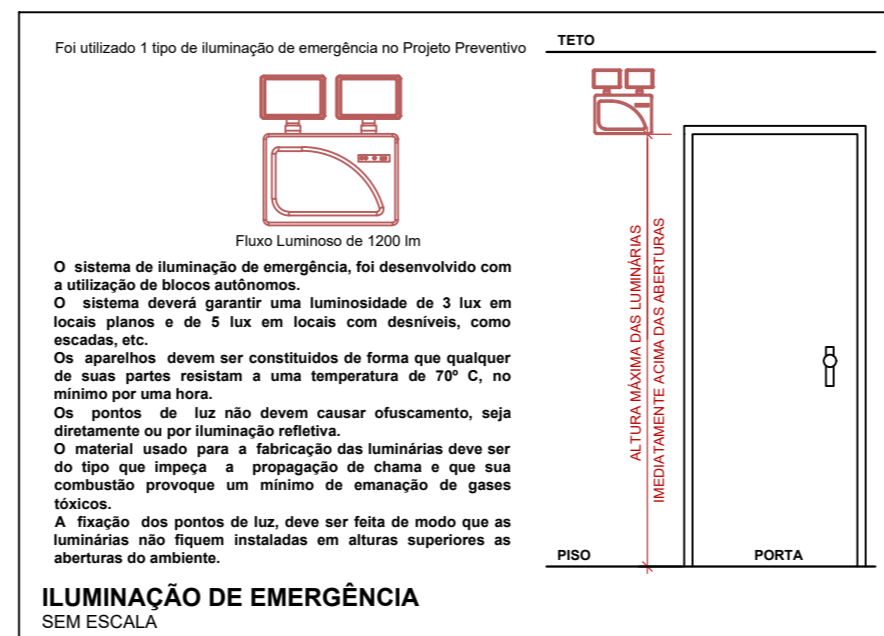 Foi utilizado 1 tipo de iluminação de emergência no Projeto Preventivo
Fluxo Luminoso de 1200 lm
O sistema de iluminação de emergência, foi desenvolvido com
a utilização de blocos autônomos.
O sistema deverá garantir uma luminosidade de 3 lux em
locais planos e de 5 lux em locais com desníveis, como
escadas, etc.
Os aparelhos devem ser constituidos de forma que qualquer
de suas partes resistam a uma temperatura de 70º C, no
mínimo por uma hora.
Os pontos de luz não devem causar ofuscamento, seja
diretamente ou por iluminação refletiva.
O material usado para a fabricação das luminárias deve ser
do tipo que impeça a propagação de chama e que sua
combustão provoque um mínimo de emanação de gases
tóxicos.
A fixação dos pontos de luz, deve ser feita de modo que as
luminárias não fiquem instaladas em alturas superiores as
aberturas do ambiente.
TETO
ALTURA MÁXIMA DAS LUMINÁRIAS
IMEDIATAMENTE ACIMA DAS ABERTURAS
PISO
PORTA
ILUMINAÇÃO DE EMERGÊNCIA
SEM ESCALA